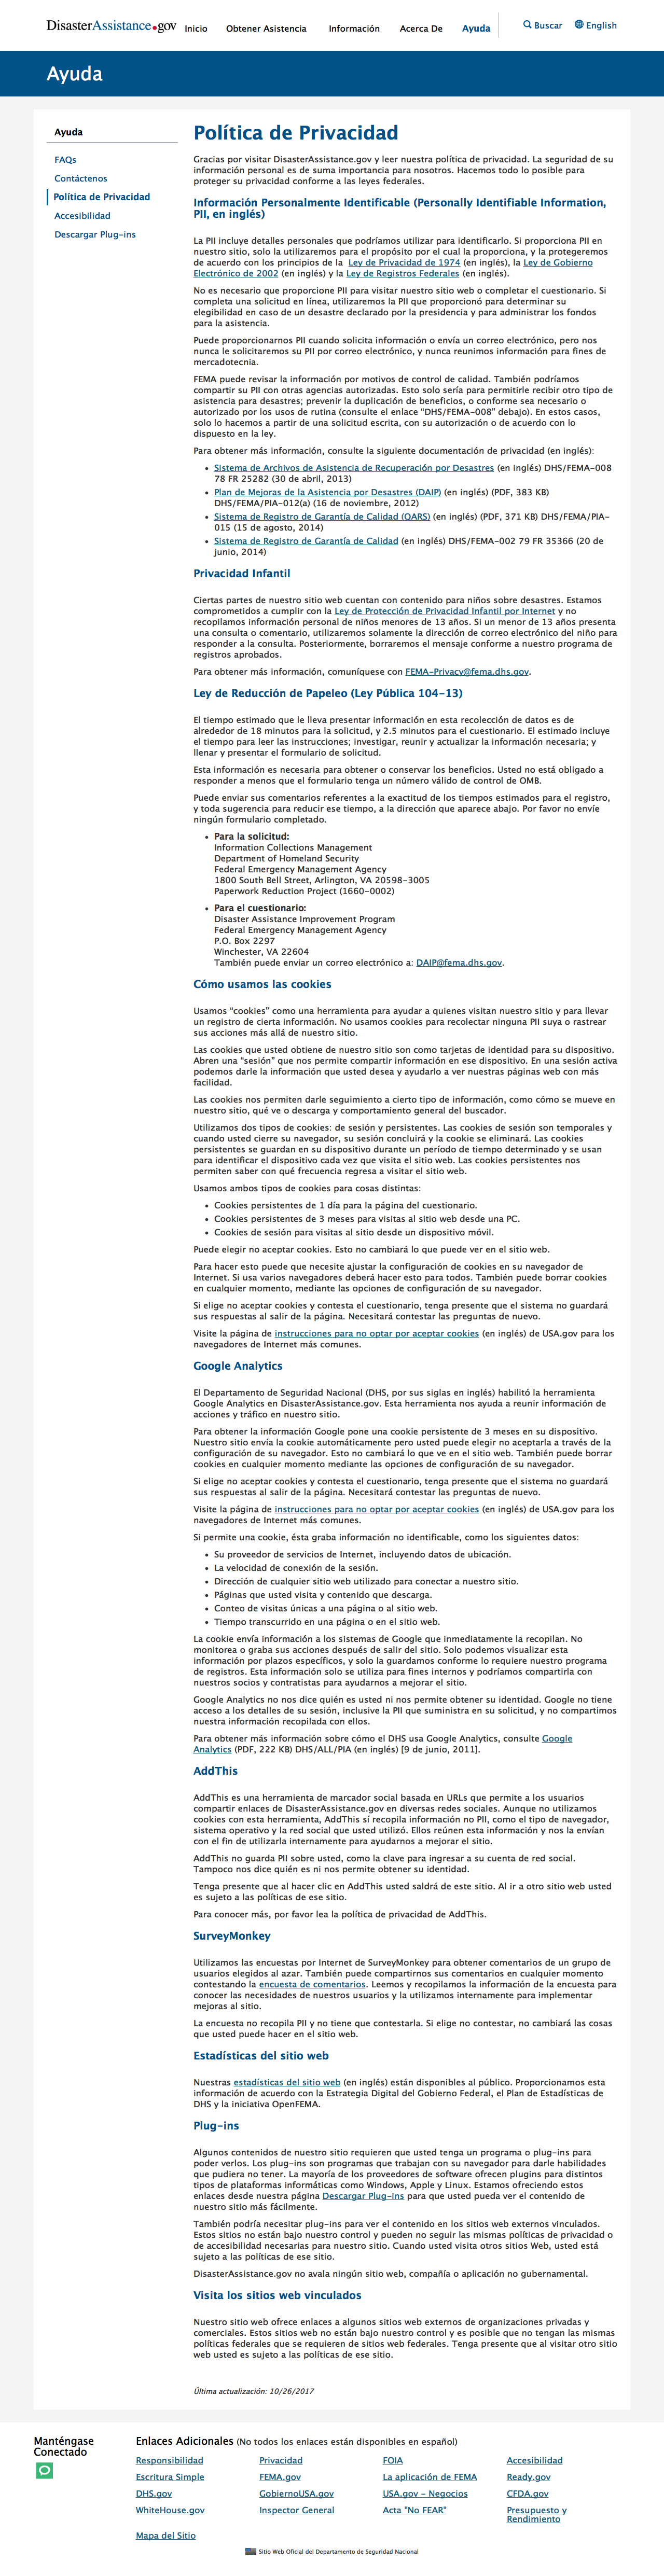 DisasterAssistance.gov
Inicio
Obtener Asistencia
Información
Acerca De
Ayuda
Buscar
English
Ayuda
Ayuda
FAQs
Contáctenos
Política de Privacidad
Accesibilidad
Descargar Plug-ins
Política de Privacidad
Gracias por visitar DisasterAssistance.gov y leer nuestra política de privacidad. La seguridad de su
información personal es de suma importancia para nosotros. Hacemos todo lo posible para
proteger su privacidad conforme a las leyes federales.
Información Personalmente Identificable (Personally Identifiable Information,
PII, en inglés)
La PII incluye detalles personales que podríamos utilizar para identificarlo. Si proporciona PII en
nuestro sitio, solo la utilizaremos para el propósito por el cual la proporciona, y la protegeremos
de acuerdo con los principios de la Ley de Privacidad de 1974 (en inglés), la Ley de Gobierno
Electrónico de 2002 (en inglés) y la Ley de Registros Federales (en inglés).
No es necesario que proporcione PII para visitar nuestro sitio web o completar el cuestionario. Si
completa una solicitud en línea, utilizaremos la PII que proporcionó para determinar su
elegibilidad en caso de un desastre declarado por la presidencia y para administrar los fondos
para la asistencia.
Puede proporcionarnos PII cuando solicita información o envía un correo electrónico, pero nos
nunca le solicitaremos su PII por correo electrónico, y nunca reunimos información para fines de
mercadotecnia.
FEMA puede revisar la información por motivos de control de calidad. También podríamos
compartir su PII con otras agencias autorizadas. Esto solo sería para permitirle recibir otro tipo de
asistencia para desastres; prevenir la duplicación de beneficios, o conforme sea necesario o
autorizado por los usos de rutina (consulte el enlace "DHS/FEMA-008" debajo). En estos casos,
solo lo hacemos a partir de una solicitud escrita, con su autorización o de acuerdo con lo
dispuesto en la ley.
Para obtener más información, consulte la siguiente documentación de privacidad (en inglés):
• Sistema de Archivos de Asistencia de Recuperación por Desastres (en inglés) DHS/FEMA-008
78 FR 25282 (30 de abril, 2013)
• Plan de Mejoras de la Asistencia por Desastres (DAIP) (en inglés) (PDF, 383 KB)
DHS/FEMA/PIA-012(a) (16 de noviembre, 2012)
• Sistema de Registro de Garantía de Calidad (QARS) (en inglés) (PDF, 371 KB) DHS/FEMA/PIA-
015 (15 de agosto, 2014)
• Sistema de Registro de Garantía de Calidad (en inglés) DHS/FEMA-002 79 FR 35366 (20 de
junio, 2014)
Privacidad Infantil
Ciertas partes de nuestro sitio web cuentan con contenido para niños sobre desastres. Estamos
comprometidos a cumplir con la Ley de Protección de Privacidad Infantil por Internet y no
recopilamos información personal de niños menores de 13 años. Si un menor de 13 años presenta
una consulta o comentario, utilizaremos solamente la dirección de correo electrónico del niño para
responder a la consulta. Posteriormente, borraremos el mensaje conforme a nuestro programa de
registros aprobados.
Para obtener más información, comuníquese con FEMA-Privacy@fema.dhs.gov.
Ley de Reducción de Papeleo (Ley Pública 104-13)
El tiempo estimado que le lleva presentar información en esta recolección de datos es de
alrededor de 18 minutos para la solicitud, y 2.5 minutos para el cuestionario. El estimado incluye
el tiempo para leer las instrucciones; investigar, reunir y actualizar la información necesaria; y
llenar y presentar el formulario de solicitud.
Esta información es necesaria para obtener o conservar los beneficios. Usted no está obligado a
responder a menos que el formulario tenga un número válido de control de OMB.
Puede enviar sus comentarios referentes a la exactitud de los tiempos estimados para el registro,
y toda sugerencia para reducir ese tiempo, a la dirección que aparece abajo. Por favor no envíe
ningún formulario completado.
• Para la solicitud:
Information Collections Management
Department of Homeland Security
Federal Emergency Management Agency
1800 South Bell Street, Arlington, VA 20598-3005
Paperwork Reduction Project (1660-0002)
• Para el cuestionario:
Disaster Assistance Improvement Program
Federal Emergency Management Agency
P.O. Box 2297
Winchester, VA 22604
También puede enviar un correo electrónico a: DAIP@fema.dhs.gov.
Cómo usamos las cookies
Usamos "cookies" como una herramienta para ayudar a quienes visitan nuestro sitio y para llevar
un registro de cierta información. No usamos cookies para recolectar ninguna PII suya o rastrear
sus acciones más allá de nuestro sitio.
Las cookies que usted obtiene de nuestro sitio son como tarjetas de identidad para su dispositivo.
Abren una "sesión" que nos permite compartir información en ese dispositivo. En una sesión activa
podemos darle la información que usted desea y ayudarlo a ver nuestras páginas web con más
facilidad.
Las cookies nos permiten darle seguimiento a cierto tipo de información, como cómo se mueve en
nuestro sitio, qué ve o descarga y comportamiento general del buscador.
Utilizamos dos tipos de cookies: de sesión y persistentes. Las cookies de sesión son temporales y
cuando usted cierre su navegador, su sesión concluirá y la cookie se eliminará. Las cookies
persistentes se guardan en su dispositivo durante un período de tiempo determinado y se usan
para identificar el dispositivo cada vez que visita el sitio web. Las cookies persistentes nos
permiten saber con qué frecuencia regresa a visitar el sitio web.
Usamos ambos tipos de cookies para cosas distintas:
• Cookies persistentes de 1 día para la página del cuestionario.
• Cookies persistentes de 3 meses para visitas al sitio web desde una PC.
• Cookies de sesión para visitas al sitio desde un dispositivo móvil.
Puede elegir no aceptar cookies. Esto no cambiará lo que puede ver en el sitio web.
Para hacer esto puede que necesite ajustar la configuración de cookies en su navegador de
Internet. Si usa varios navegadores deberá hacer esto para todos. También puede borrar cookies
en cualquier momento, mediante las opciones de configuración de su navegador.
Si elige no aceptar cookies y contesta el cuestionario, tenga presente que el sistema no guardará
sus respuestas al salir de la página. Necesitará contestar las preguntas de nuevo.
Visite la página de instrucciones para no optar por aceptar cookies (en inglés) de USA.gov para los
navegadores de Internet más comunes.
Google Analytics
El Departamento de Seguridad Nacional (DHS, por sus siglas en inglés) habilitó la herramienta
Google Analytics en DisasterAssistance.gov. Esta herramienta nos ayuda a reunir información de
acciones y tráfico en nuestro sitio.
Para obtener la información Google pone una cookie persistente de 3 meses en su dispositivo.
Nuestro sitio envía la cookie automáticamente pero usted puede elegir no aceptarla a través de la
configuración de su navegador. Esto no cambiará lo que ve en el sitio web. También puede borrar
cookies en cualquier momento mediante las opciones de configuración de su navegador.
Si elige no aceptar cookies y contesta el cuestionario, tenga presente que el sistema no guardará
sus respuestas al salir de la página. Necesitará contestar las preguntas de nuevo.
Visite la página de instrucciones para no optar por aceptar cookies (en inglés) de USA.gov para los
navegadores de Internet más comunes.
Si permite una cookie, ésta graba información no identificable, como los siguientes datos:
• Su proveedor de servicios de Internet, incluyendo datos de ubicación.
• La velocidad de conexión de la sesión.
• Dirección de cualquier sitio web utilizado para conectar a nuestro sitio.
• Páginas que usted visita y contenido que descarga.
• Conteo de visitas únicas a una página o al sitio web.
• Tiempo transcurrido en una página o en el sitio web.
La cookie envía información a los sistemas de Google que inmediatamente la recopilan. No
monitorea o graba sus acciones después de salir del sitio. Solo podemos visualizar esta
información por plazos específicos, y solo la guardamos conforme lo requiere nuestro programa
de registros. Esta información solo se utiliza para fines internos y podríamos compartirla con
nuestros socios y contratistas para ayudarnos a mejorar el sitio.
Google Analytics no nos dice quién es usted ni nos permite obtener su identidad. Google no tiene
acceso a los detalles de su sesión, inclusive la PII que suministra en su solicitud, y no compartimos
nuestra información recopilada con ellos.
Para obtener más información sobre cómo el DHS usa Google Analytics, consulte Google
Analytics (PDF, 222 KB) DHS/ALL/PIA (en inglés) [9 de junio, 2011].
AddThis
AddThis es una herramienta de marcador social basada en URLs que permite a los usuarios
compartir enlaces de DisasterAssistance.gov en diversas redes sociales. Aunque no utilizamos
cookies con esta herramienta, AddThis sí recopila información no PII, como el tipo de navegador,
sistema operativo y la red social que usted utilizó. Ellos reúnen esta información y nos la envían
con el fin de utilizarla internamente para ayudarnos a mejorar el sitio.
AddThis no guarda PII sobre usted, como la clave para ingresar a su cuenta de red social.
Tampoco nos dice quién es ni nos permite obtener su identidad.
Tenga presente que al hacer clic en AddThis usted saldrá de este sitio. Al ir a otro sitio web usted
es sujeto a las políticas de ese sitio.
Para conocer más, por favor lea la política de privacidad de AddThis.
SurveyMonkey
Utilizamos las encuestas por Internet de SurveyMonkey para obtener comentarios de un grupo de
usuarios elegidos al azar. También puede compartirnos sus comentarios en cualquier momento
contestando la encuesta de comentarios. Leemos y recopilamos la información de la encuesta para
conocer las necesidades de nuestros usuarios y la utilizamos internamente para implementar
mejoras al sitio.
La encuesta no recopila PII y no tiene que contestarla. Si elige no contestar, no cambiará las cosas
que usted puede hacer en el sitio web.
Estadísticas del sitio web
Nuestras estadísticas del sitio web (en inglés) están disponibles al público. Proporcionamos esta
información de acuerdo con la Estrategia Digital del Gobierno Federal, el Plan de Estadísticas de
DHS y la iniciativa OpenFEMA.
Plug-ins
Algunos contenidos de nuestro sitio requieren que usted tenga un programa o plug-ins para
poder verlos. Los plug-ins son programas que trabajan con su navegador para darle habilidades
que pudiera no tener. La mayoría de los proveedores de software ofrecen plugins para distintos
tipos de plataformas informáticas como Windows, Apple y Linux. Estamos ofreciendo estos
enlaces desde nuestra página Descargar Plug-ins para que usted pueda ver el contenido de
nuestro sitio más fácilmente.
También podría necesitar plug-ins para ver el contenido en los sitios web externos vinculados.
Estos sitios no están bajo nuestro control y pueden no seguir las mismas políticas de privacidad o
de accesibilidad necesarias para nuestro sitio. Cuando usted visita otros sitios Web, usted está
sujeto a las políticas de ese sitio.
DisasterAssistance.gov no avala ningún sitio web, compañía o aplicación no gubernamental.
Visita los sitios web vinculados
Nuestro sitio web ofrece enlaces a algunos sitios web externos de organizaciones privadas y
comerciales. Estos sitios web no están bajo nuestro control y es posible que no tengan las mismas
políticas federales que se requieren de sitios web federales. Tenga presente que al visitar otro sitio
web usted es sujeto a las políticas de ese sitio.
Última actualización: 10/26/2017
Manténgase
Conectado
Enlaces Adicionales (No todos los enlaces están disponibles en español)
Responsibilidad
Privacidad
FOIA
Accesibilidad
Escritura Simple
FEMA.gov
La aplicación de FEMA
Ready.gov
DHS.gov
GobiernoUSA.gov
USA.gov - Negocios
CFDA.gov
WhiteHouse.gov
Inspector General
Acta "No FEAR"
Presupuesto y
Rendimiento
Mapa del Sitio
Sitio Web Oficial del Departamento de Seguridad Nacional